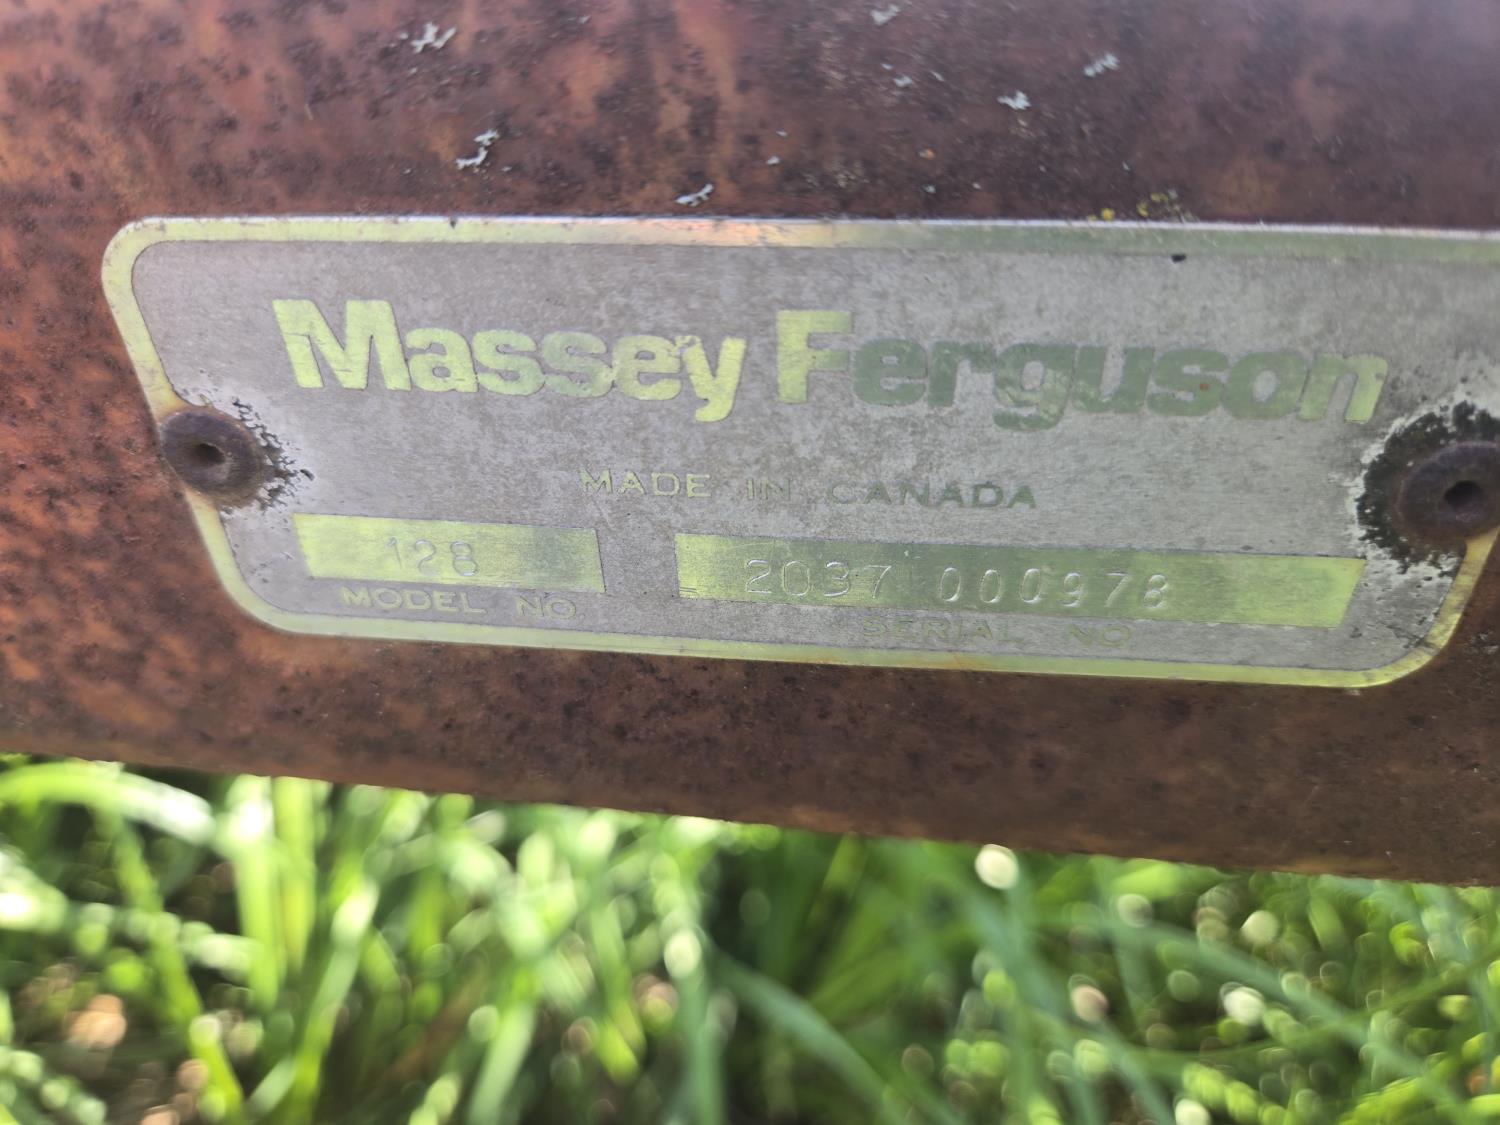 Massey Ferguson
MADE IN CANADA
128 2037 000978
MODEL NO. SERIAL NO